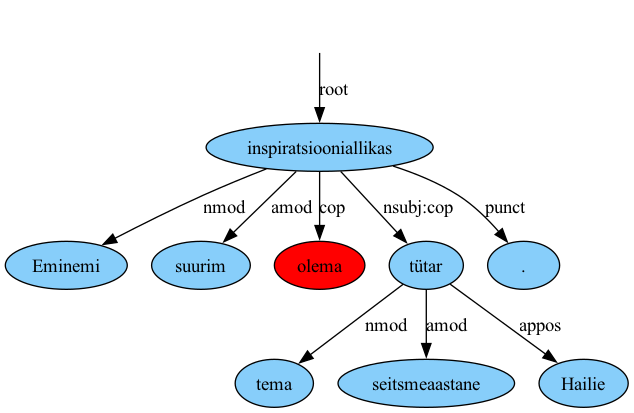 root
inspiratsiooniallikas
nmod amod cop nsubj:cop punct
Eminemi suurim olema tütar .
nmod amod appos
tema seitsmeaastane Hailie